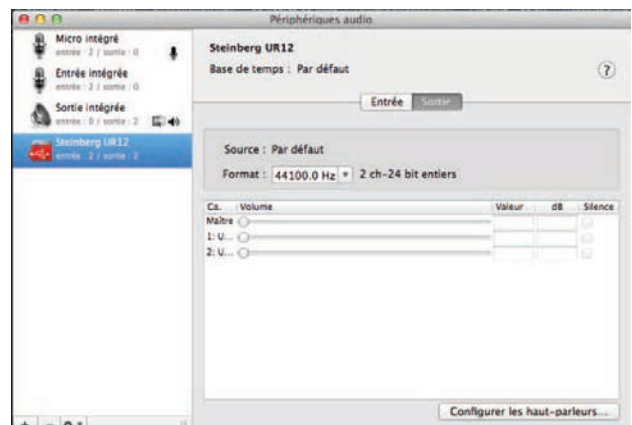 Périphériques audio
Micro intégré
entrée : 2 / sortie : 0
Entrée intégrée
entrée : 2 / sortie : 0
Sortie intégrée
entrée : 0 / sortie : 2
Steinberg UR12
entrée : 2 / sortie : 2
Steinberg UR12
Base de temps : Par défaut
?
Entrée Sortie
Source : Par défaut
Format : 44100.0 Hz 2 ch-24 bit entiers
Ca. Volume Valeur dB Silence
Maître
1: U...
2: U...
Configurer les haut-parleurs...